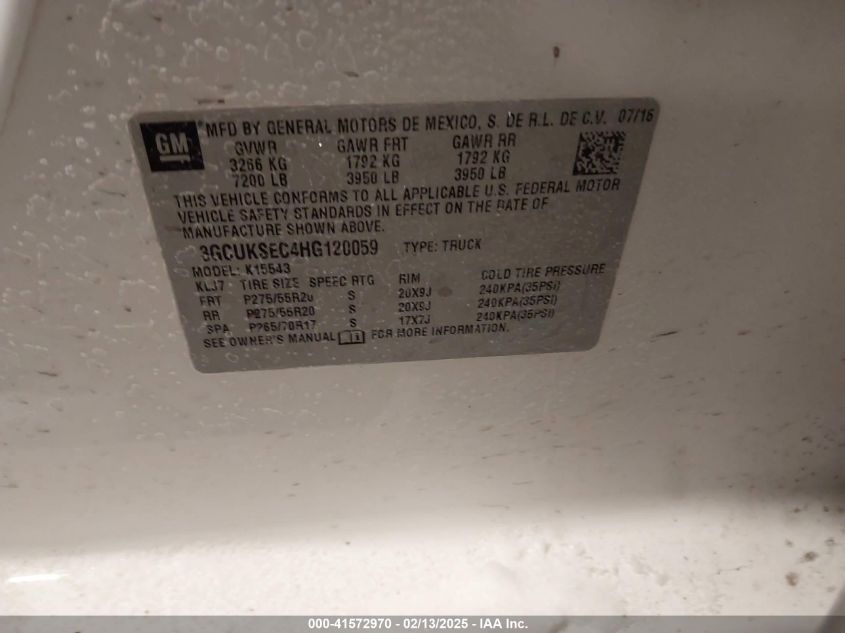 GM
MFD BY GENERAL MOTORS DE MEXICO, S. DE R.L. DE C.V. 07/16
GVWR GAWR FRT GAWR RR
3266 KG 1792 KG 1792 KG
7200 LB 3950 LB 3950 LB
THIS VEHICLE CONFORMS TO ALL APPLICABLE U.S. FEDERAL MOTOR
VEHICLE SAFETY STANDARDS IN EFFECT ON THE DATE OF
MANUFACTURE SHOWN ABOVE.
3GCUKSEC4HG120059 TYPE: TRUCK
MODEL: K15543
KLJ7 TIRE SIZE SPEED RTG RIM COLD TIRE PRESSURE
FRT P275/55R20 S 20X9J 240KPA(35PSI)
RR P275/55R20 S 20X9J 240KPA(35PSI)
SPA P265/70R17 S 17X7J 240KPA(35PSI)
SEE OWNER'S MANUAL FOR MORE INFORMATION.
000-41572970 - 02/13/2025 - IAA Inc.